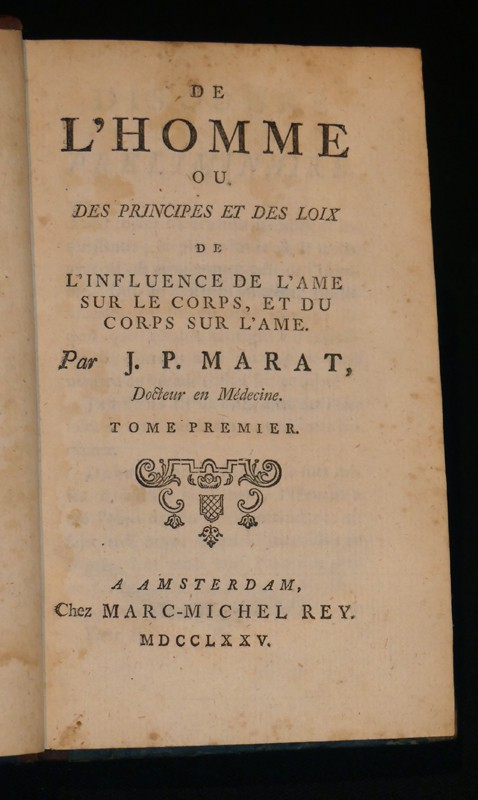 DE
L'HOMME
OU
DES PRINCIPES ET DES LOIX
DE
L'INFLUENCE DE L'AME
SUR LE CORPS, ET DU
CORPS SUR L'AME.
Par J. P. MARAT,
Docteur en Médecine.
TOME PREMIER.
A AMSTERDAM,
Chez MARC-MICHEL REY.
MDCCLXXV.